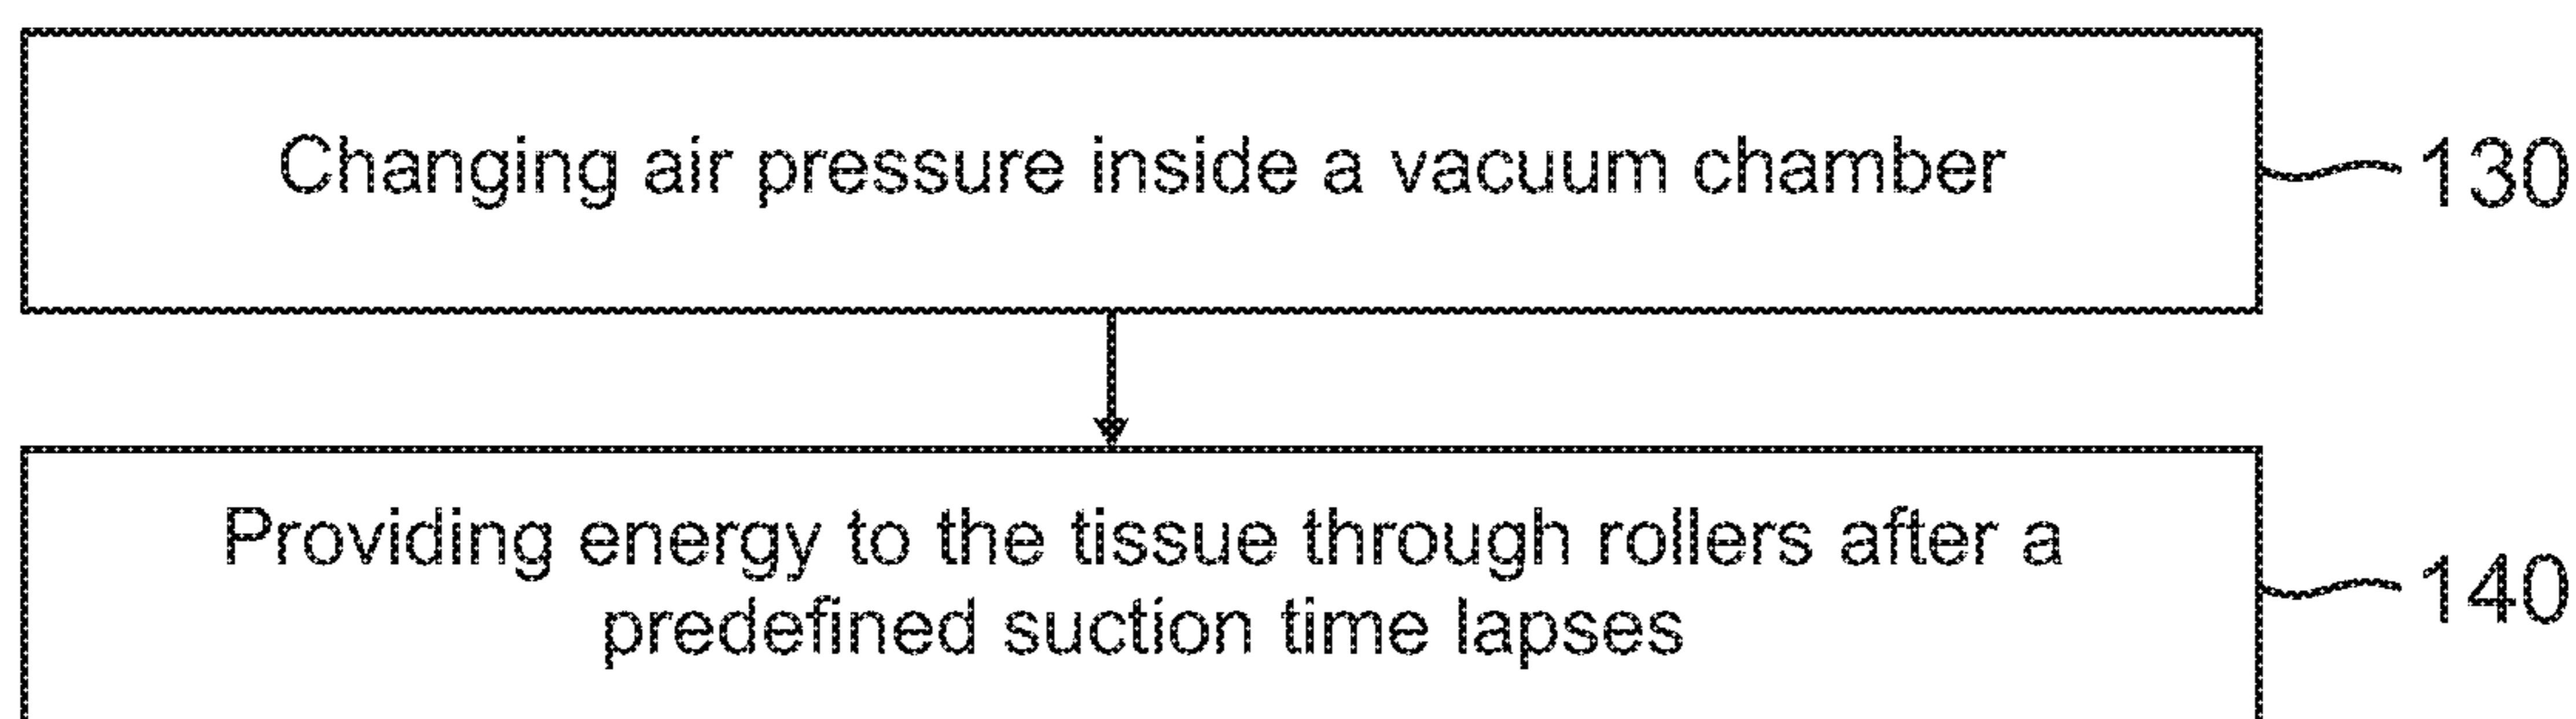 Changing air pressure inside a vacuum chamber
130
Providing energy to the tissue through rollers after a
predefined suction time lapses
140